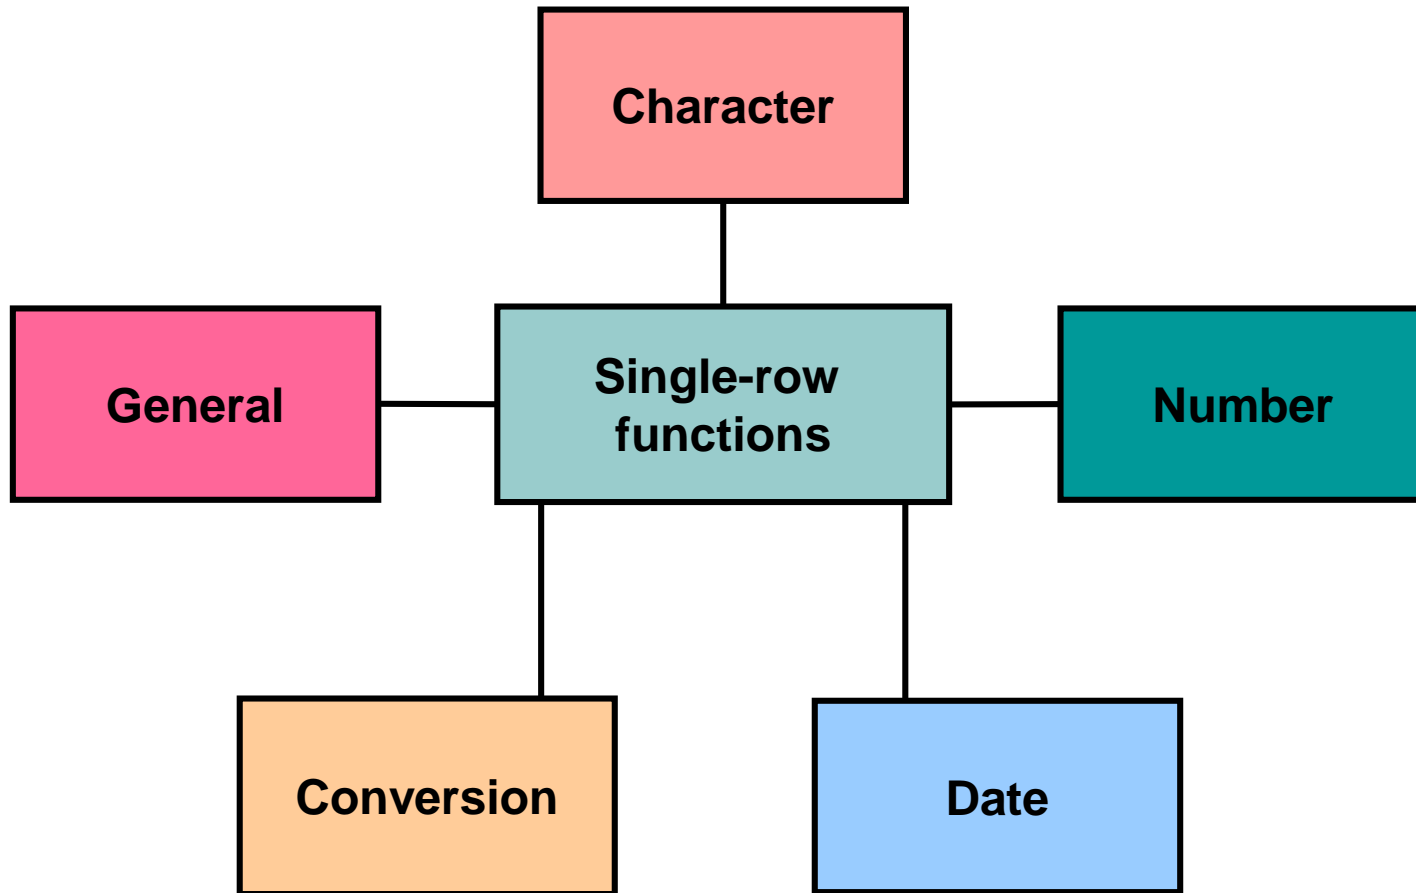 Character
General
Single-row
functions
Number
Conversion
Date